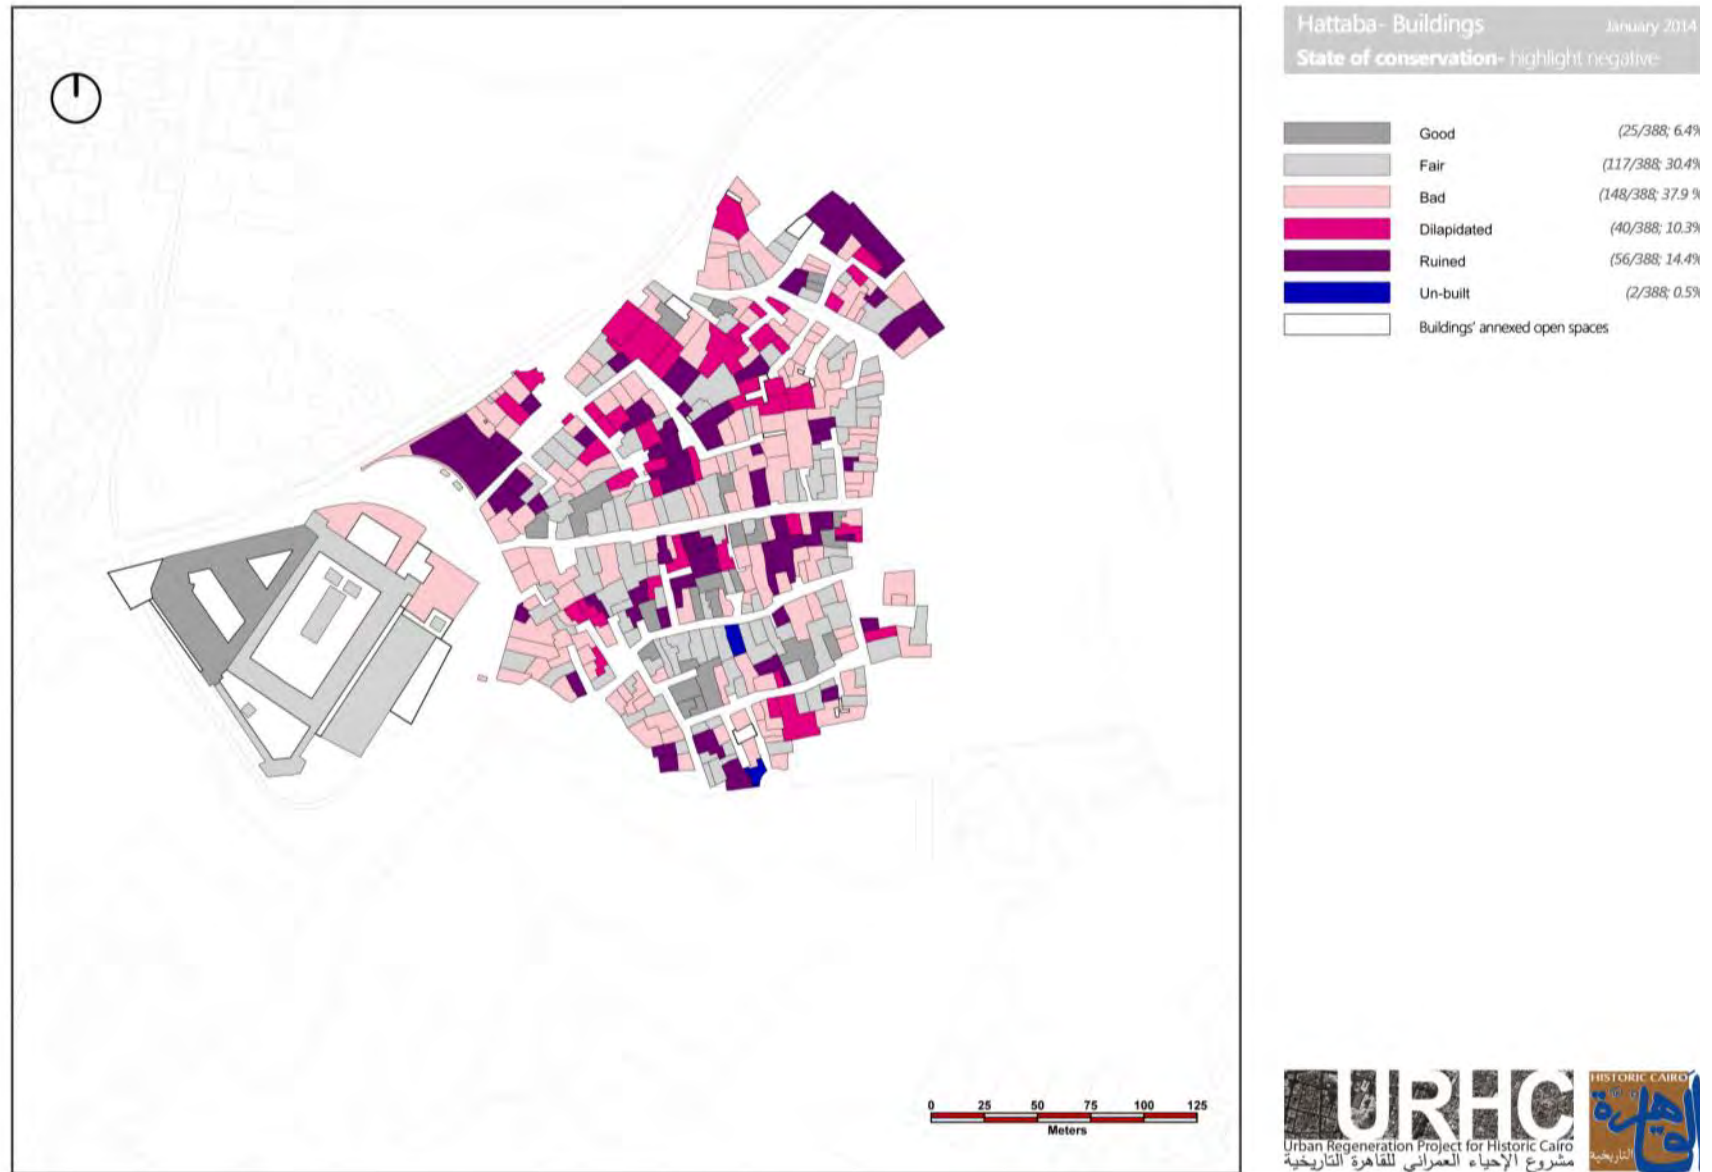 Hattaba- Buildings January 2014
State of conservation- highlight negative
Good (25/388; 6.4%
Fair (117/388; 30.4%
Bad (148/388; 37.9 %
Dilapidated (40/388; 10.3%
Ruined (56/388; 14.4%
Un-built (2/388; 0.5%
Buildings' annexed open spaces
0 25 50 75 100 125
Meters
URHC
Urban Regeneration Project for Historic Cairo
مشروع الإحياء العمراني للقاهرة التاريخية
HISTORIC CAIRO
القاهرة
التاريخية